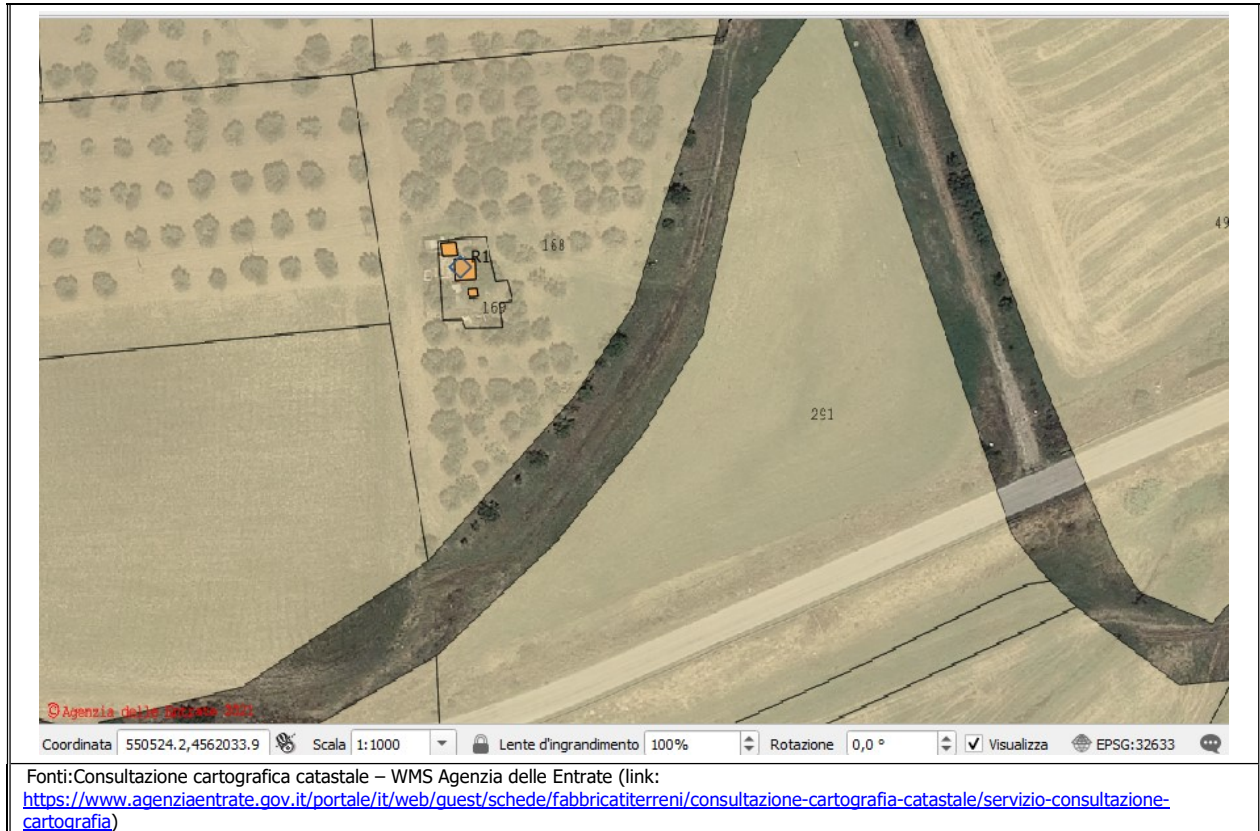 168
R1
49
169
291
© Agenzia delle Entrate 2021
Coordinata 550524.2,4562033.9 Scala 1:1000 Lente d'ingrandimento 100% Rotazione 0,0 ° Visualizza EPSG:32633
Fonti:Consultazione cartografica catastale – WMS Agenzia delle Entrate (link:
https://www.agenziaentrate.gov.it/portale/it/web/guest/schede/fabbricatiterreni/consultazione-cartografia-catastale/servizio-consultazione-
cartografia)